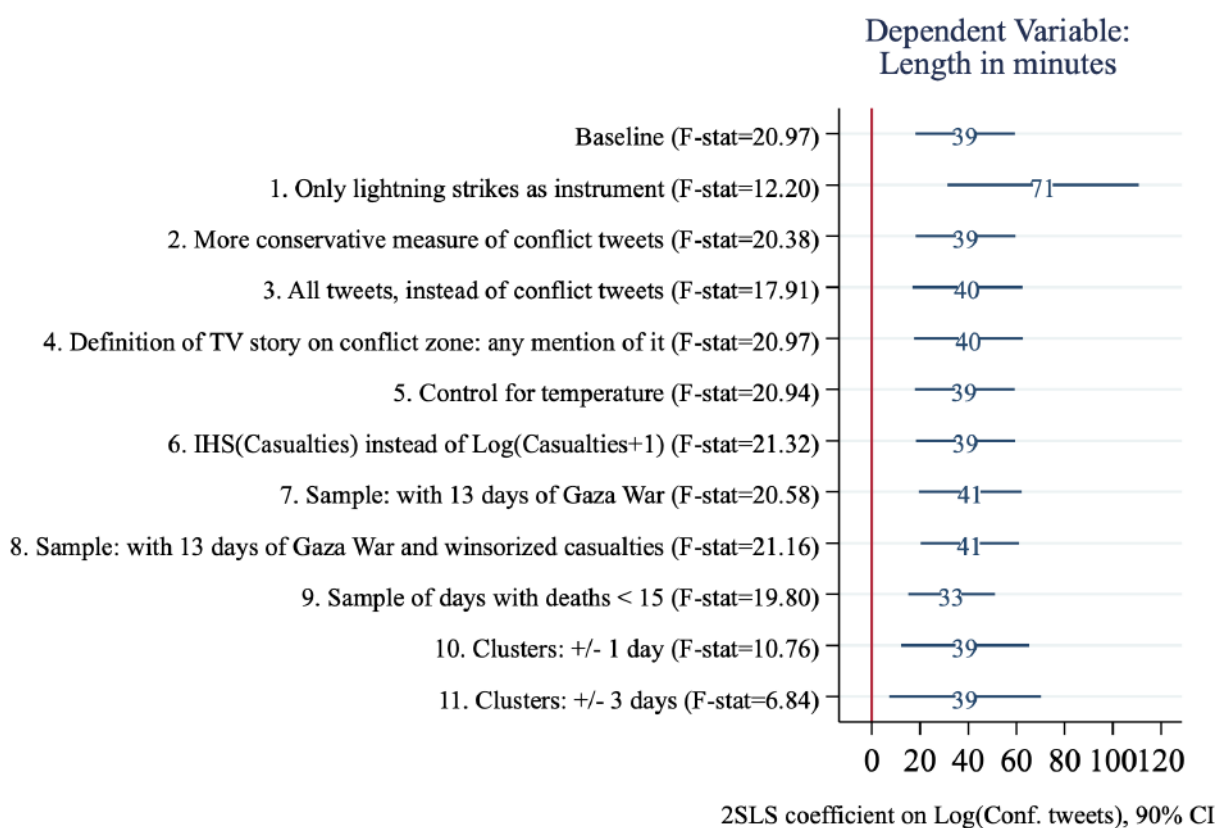 Dependent Variable:
Length in minutes
Baseline (F-stat=20.97)
39
1. Only lightning strikes as instrument (F-stat=12.20)
71
2. More conservative measure of conflict tweets (F-stat=20.38)
39
3. All tweets, instead of conflict tweets (F-stat=17.91)
40
4. Definition of TV story on conflict zone: any mention of it (F-stat=20.97)
40
5. Control for temperature (F-stat=20.94)
39
6. IHS(Casualties) instead of Log(Casualties+1) (F-stat=21.32)
39
7. Sample: with 13 days of Gaza War (F-stat=20.58)
41
8. Sample: with 13 days of Gaza War and winsorized casualties (F-stat=21.16)
41
9. Sample of days with deaths < 15 (F-stat=19.80)
33
10. Clusters: +/- 1 day (F-stat=10.76)
39
11. Clusters: +/- 3 days (F-stat=6.84)
39
0 20 40 60 80 100 120
2SLS coefficient on Log(Conf. tweets), 90% CI